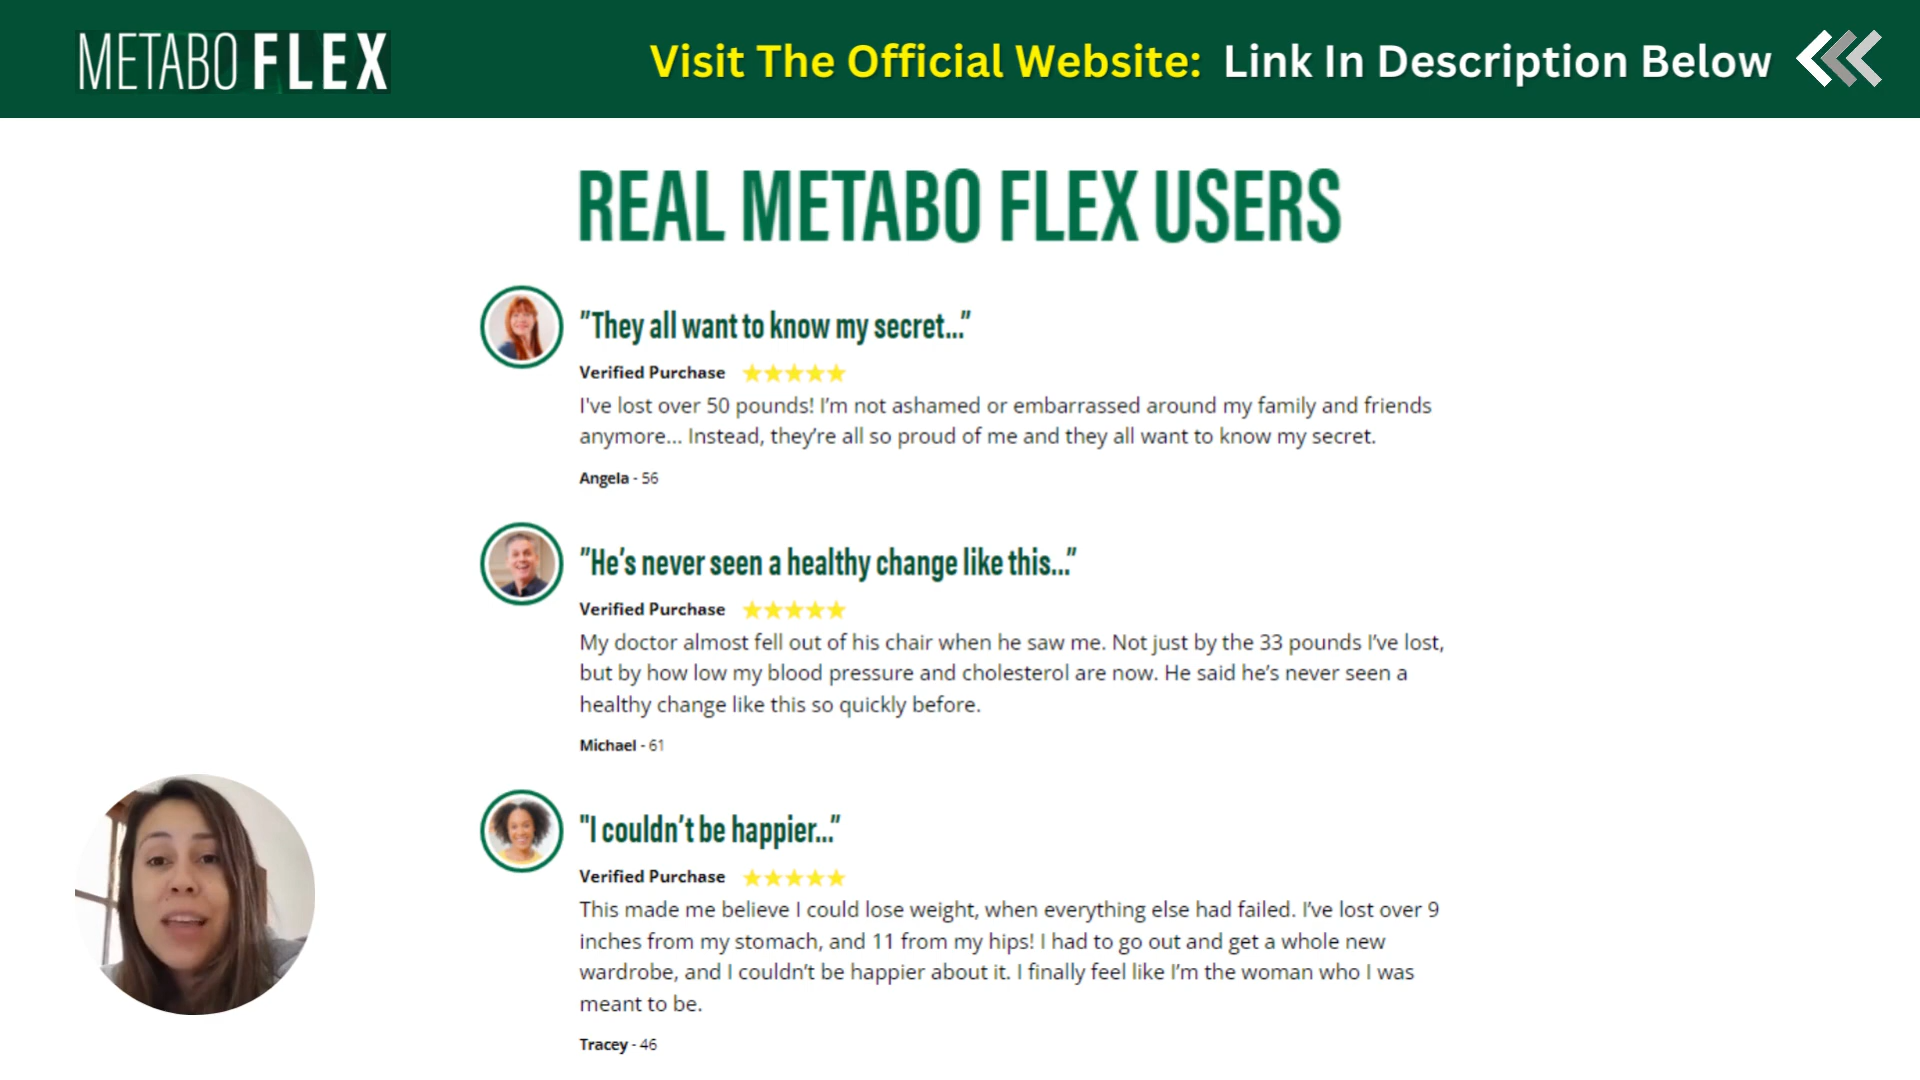 METABO FLEX
Visit The Official Website: Link In Description Below
REAL METABO FLEX USERS
"They all want to know my secret..."
Verified Purchase
I've lost over 50 pounds! I’m not ashamed or embarrassed around my family and friends
anymore... Instead, they’re all so proud of me and they all want to know my secret.
Angela - 56
"He’s never seen a healthy change like this..."
Verified Purchase
My doctor almost fell out of his chair when he saw me. Not just by the 33 pounds I’ve lost,
but by how low my blood pressure and cholesterol are now. He said he’s never seen a
healthy change like this so quickly before.
Michael - 61
"I couldn’t be happier..."
Verified Purchase
This made me believe I could lose weight, when everything else had failed. I’ve lost over 9
inches from my stomach, and 11 from my hips! I had to go out and get a whole new
wardrobe, and I couldn’t be happier about it. I finally feel like I’m the woman who I was
meant to be.
Tracey - 46